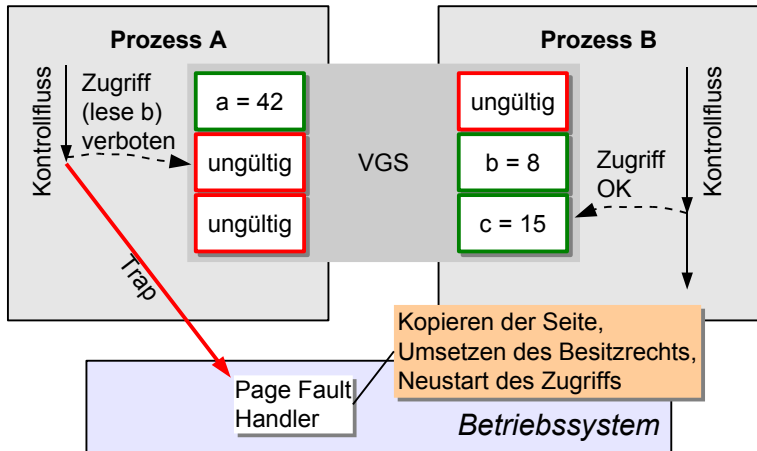 Prozess A
Prozess B
Kontrollfluss
Zugriff
(lese b)
verboten
a = 42
ungültig
ungültig
VGS
ungültig
b = 8
c = 15
Zugriff
OK
Kontrollfluss
Trap
Kopieren der Seite,
Umsetzen des Besitzrechts,
Neustart des Zugriffs
Page Fault
Handler
Betriebssystem